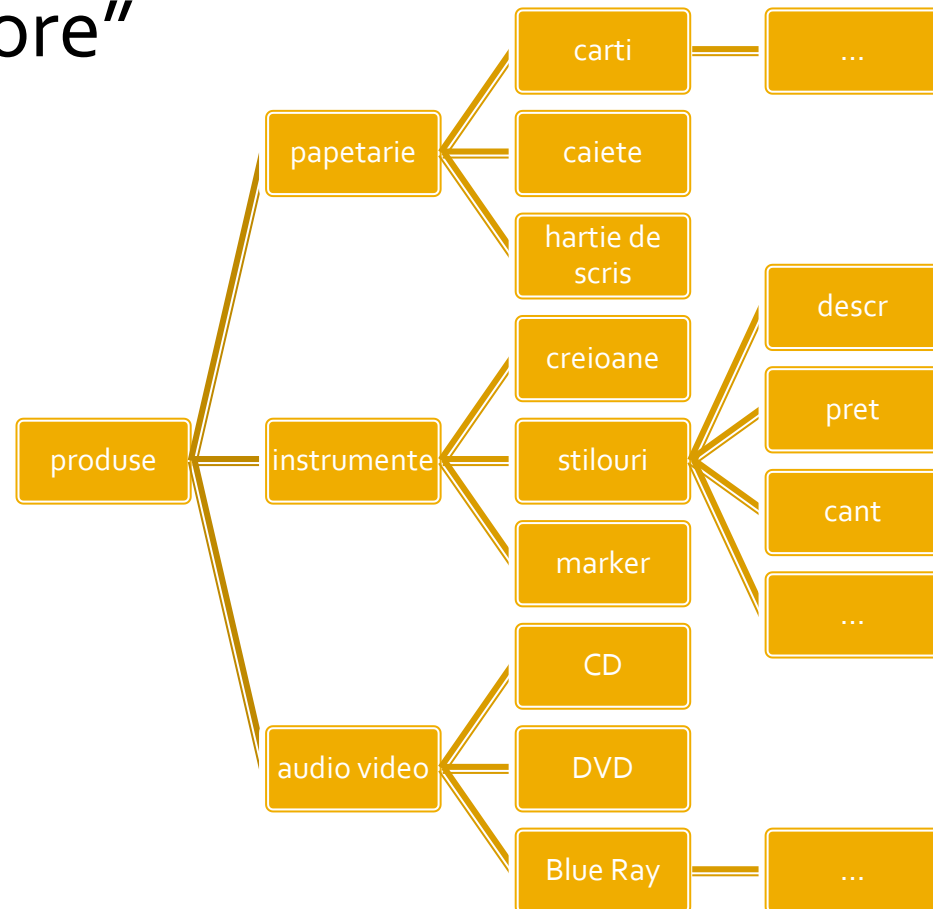 ore”
carti
...
papetarie
caiete
hartie de
scris
descr
creioane
pret
produse
instrumente
stilouri
cant
marker
...
CD
audio video
DVD
Blue Ray
...